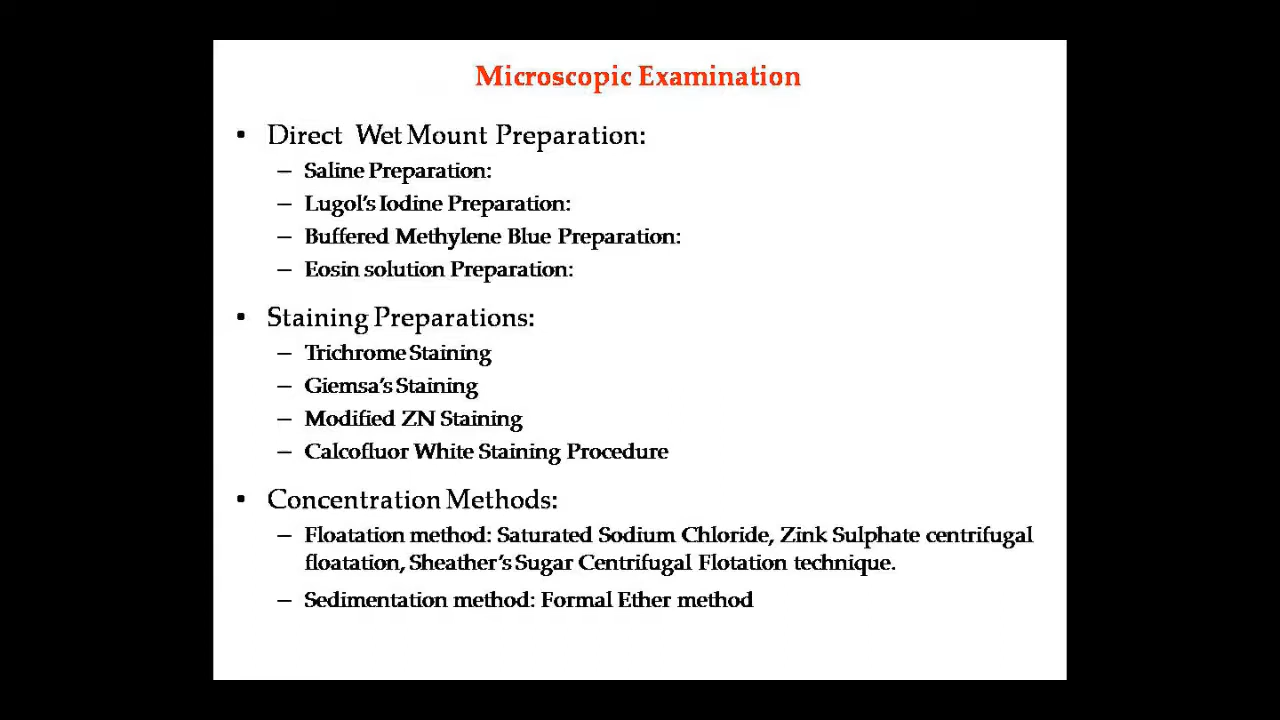 Microscopic Examination
• Direct Wet Mount Preparation:
– Saline Preparation:
– Lugol's Iodine Preparation:
– Buffered Methylene Blue Preparation:
– Eosin solution Preparation:
• Staining Preparations:
– Trichrome Staining
– Giemsa's Staining
– Modified ZN Staining
– Calcofluor White Staining Procedure
• Concentration Methods:
– Floatation method: Saturated Sodium Chloride, Zink Sulphate centrifugal
floatation, Sheather's Sugar Centrifugal Flotation technique.
– Sedimentation method: Formal Ether method